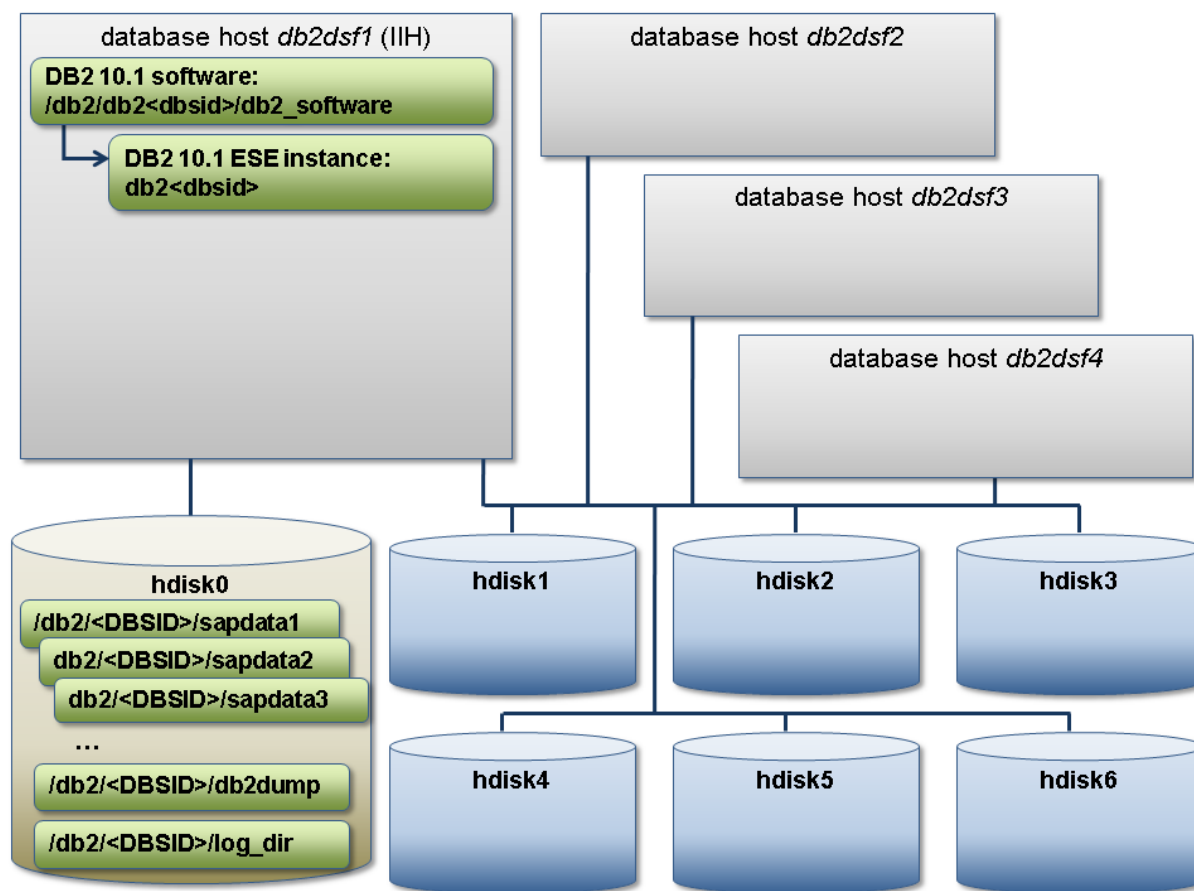 database host db2dsf1 (IIH)
DB2 10.1 software:
/db2/db2<dbsid>/db2_software
DB2 10.1 ESE instance:
db2<dbsid>
database host db2dsf2
database host db2dsf3
database host db2dsf4
hdisk0
/db2/<DBSID>/sapdata1
db2/<DBSID>/sapdata2
db2/<DBSID>/sapdata3
...
/db2/<DBSID>/db2dump
/db2/<DBSID>/log_dir
hdisk1
hdisk2
hdisk3
hdisk4
hdisk5
hdisk6